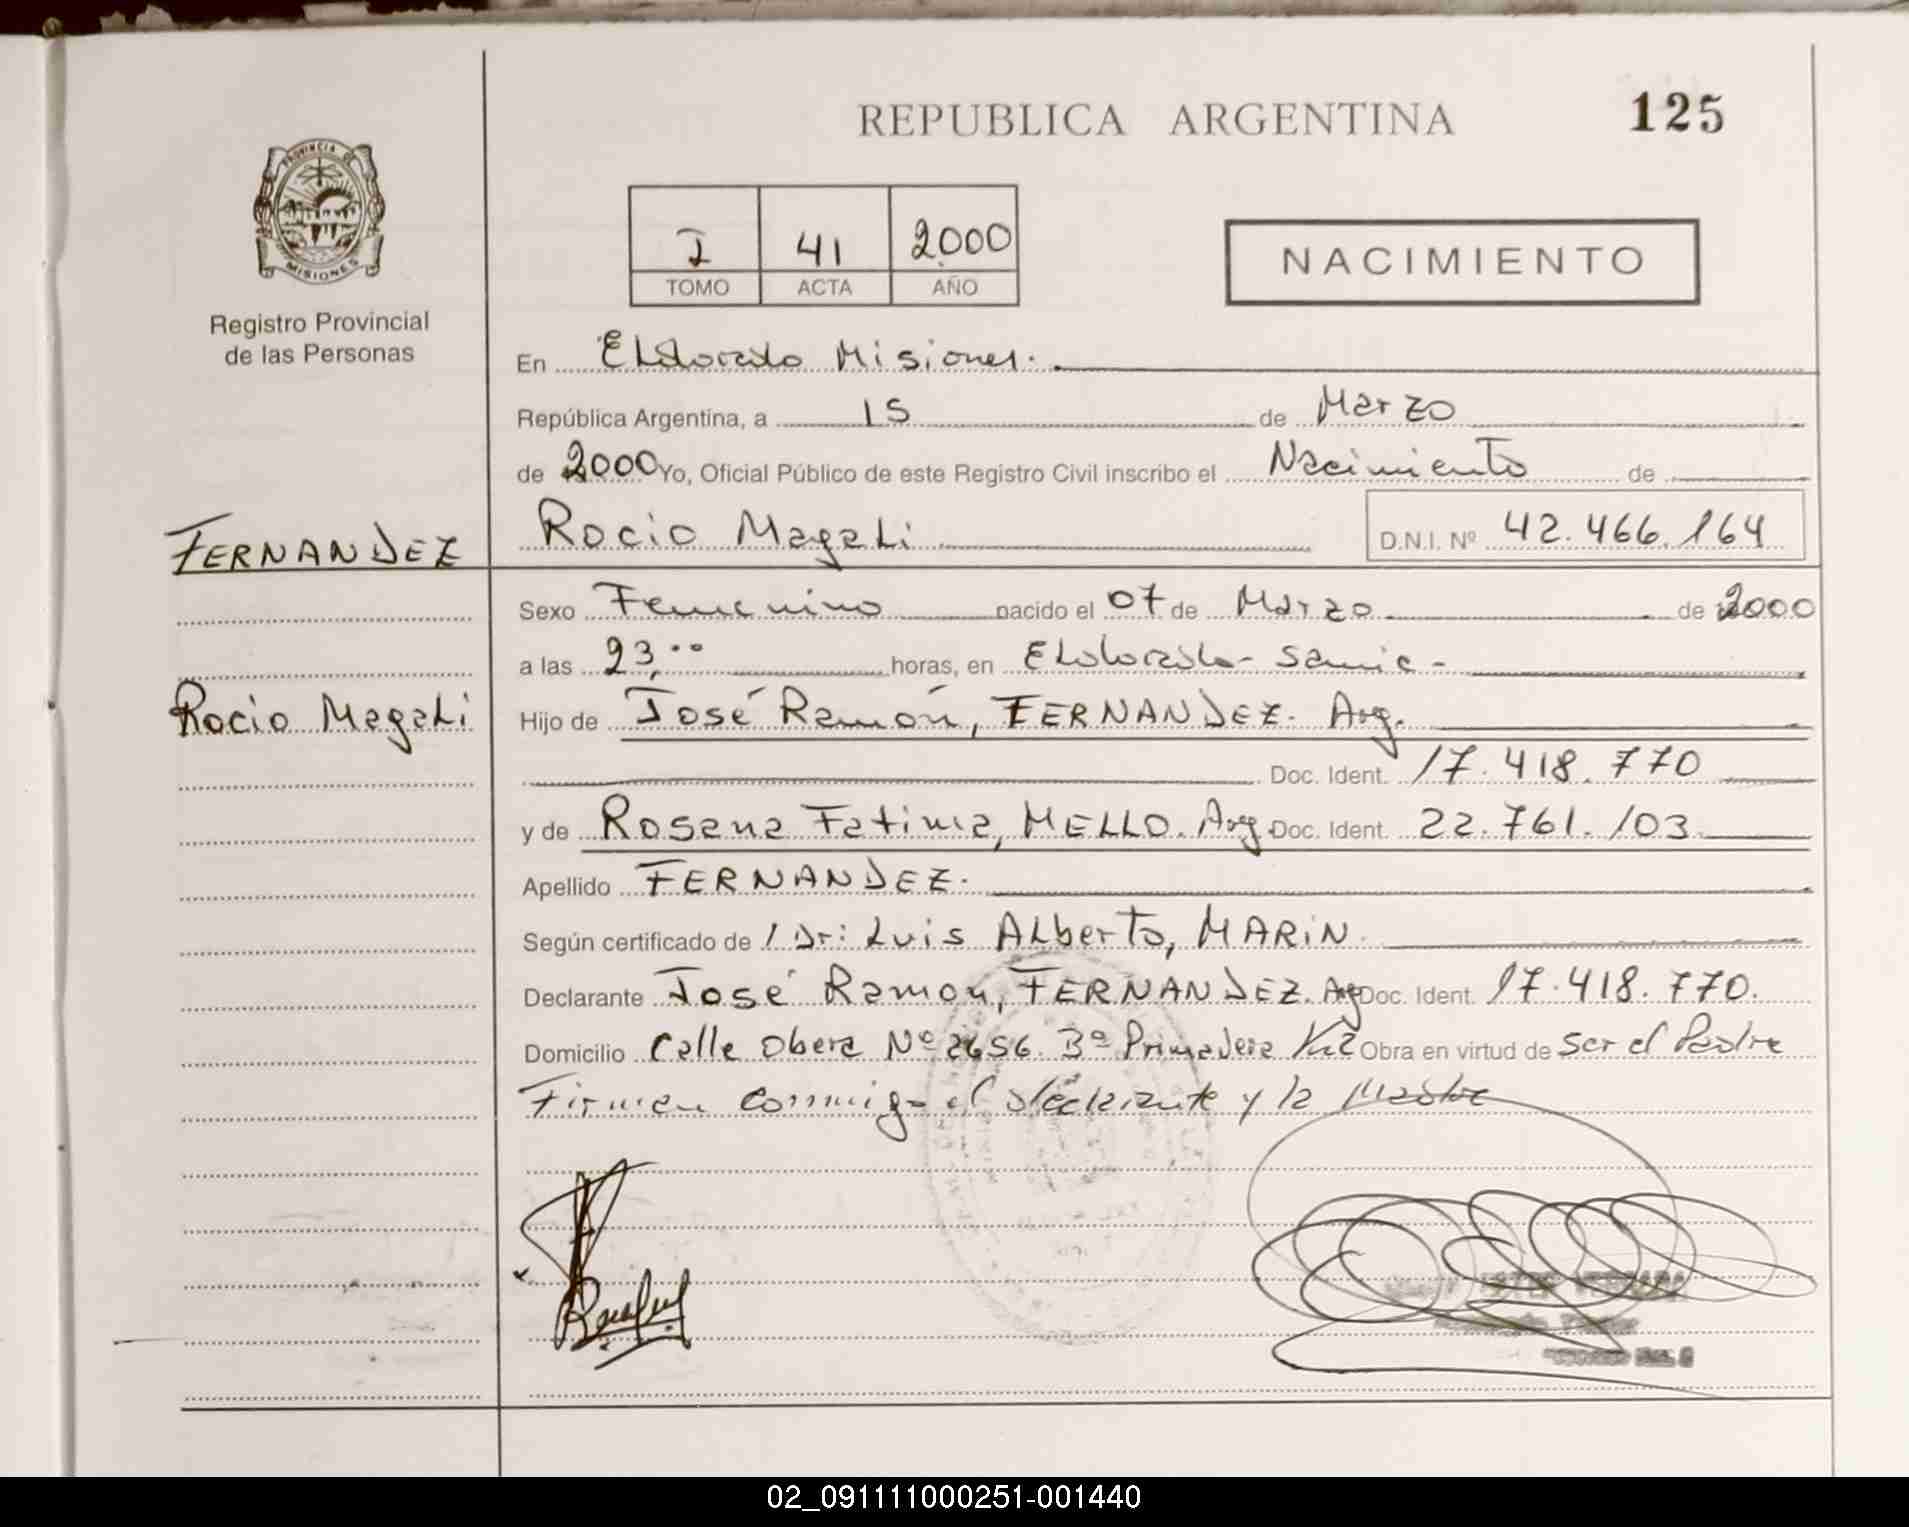 REPUBLICA ARGENTINA
125
PROVINCIA DE
MISIONES
Registro Provincial
de las Personas
I 41 2000
TOMO ACTA AÑO
NACIMIENTO
En Eldorado Misiones.
República Argentina, a 15 de Marzo
de 2000 Yo, Oficial Público de este Registro Civil inscribo el Nacimiento de
FERNANDEZ
Rocio Magali D.N.I. Nº 42.466.164
Sexo Femenino nacido el 07 de Marzo de 2000
a las 23,00 horas, en Eldorado- Samic-
Rocio Magali
Hijo de José Ramón, FERNANDEZ. Arg.
Doc. Ident. 17.418.770
y de Rosana Fatima, MELLO. Arg Doc. Ident. 22.761.103
Apellido FERNANDEZ.
Según certificado de / Dr: Luis Alberto, MARIN.
Declarante José Ramon, FERNANDEZ. Arg Doc. Ident. 17.418.770.
Domicilio Calle Obera Nº 2656. 3ª Primavera Obra en virtud de ser el Padre
Firman conmigo el declarante y la Madre
02_091111000251-001440